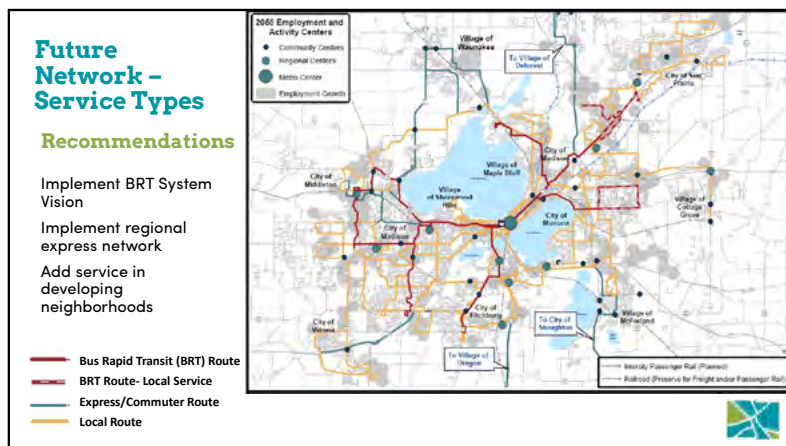 Future
Network –
Service Types
Recommendations
Implement BRT System
Vision
Implement regional
express network
Add service in
developing
neighborhoods
Bus Rapid Transit (BRT) Route
BRT Route- Local Service
Express/Commuter Route
Local Route
2050 Employment and
Activity Centers
Community Centers
Regional Centers
Metro Center
Employment Growth
Village of
Waunakee
To Village of
Deforest
City of Sun
Prairie
City of
Madison
Village of
Maple Bluff
City of
Middleton
Village of
Shorewood
Hills
City of
Madison
City of
Monona
Village of
Cottage
Grove
City of
Verona
City of
Fitchburg
To City of
Stoughton
Village of
McFarland
To Village of
Oregon
Intercity Passenger Rail (Planned)
Railroad (Preserve for Freight and/or Passenger Rail)